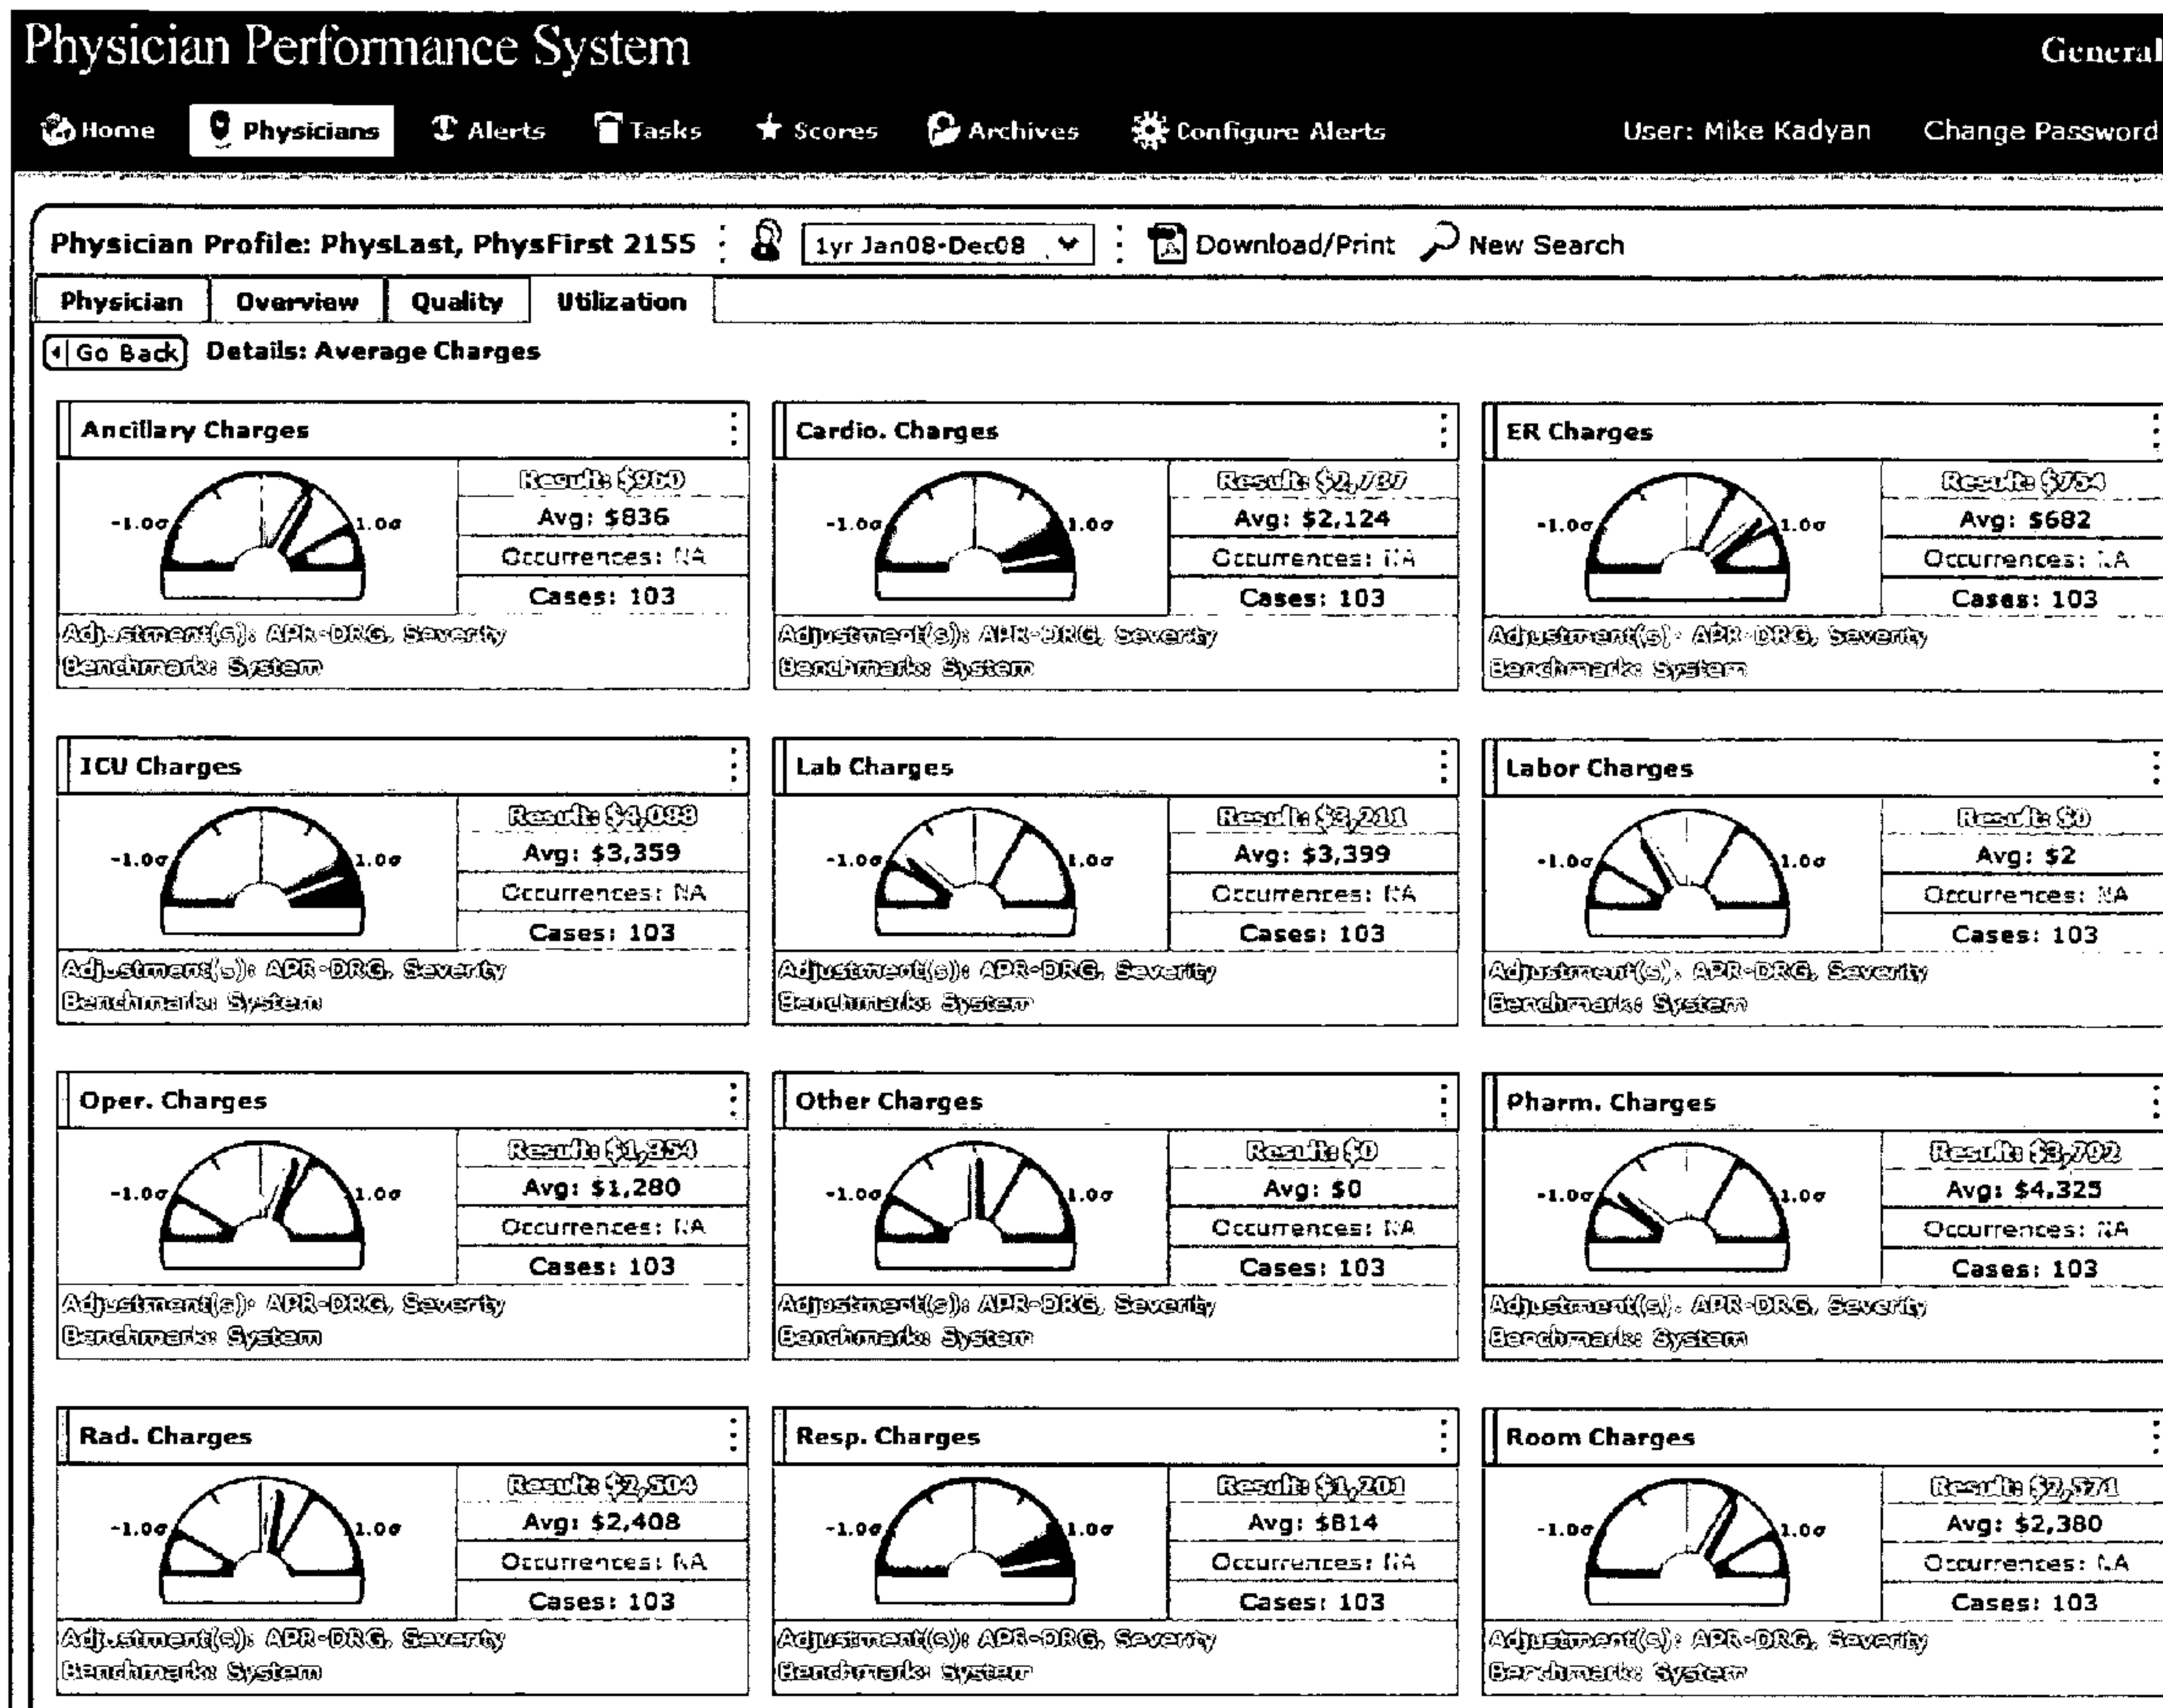 Physician Performance System General
Home Physicians Alerts Tasks Scores Archives Configure Alerts User: Mike Kadyan Change Password
Physician Profile: PhysLast, PhysFirst 2155 1yr Jan08-Dec08 Download/Print New Search
Physician Overview Quality Utilization
Go Back Details: Average Charges
Ancillary Charges Cardio. Charges ER Charges
Result: $960 Result: $2,787 Result: $754
-1.0σ 1.0σ Avg: $836 -1.0σ 1.0σ Avg: $2,124 -1.0σ 1.0σ Avg: $682
Occurrences: NA Occurrences: NA Occurrences: NA
Cases: 103 Cases: 103 Cases: 103
Adjustment(s): APR-DRG, Severity Adjustment(s): APR-DRG, Severity Adjustment(s): APR-DRG, Severity
Benchmark: System Benchmark: System Benchmark: System
ICU Charges Lab Charges Labor Charges
Result: Result: $3,211 Result: $0
-1.0σ 1.0σ Avg: $3,359 -1.0σ 1.0σ Avg: $3,399 -1.0σ 1.0σ Avg: $2
Occurrences: NA Occurrences: NA Occurrences: NA
Cases: 103 Cases: 103 Cases: 103
Adjustment(s): APR-DRG, Severity Adjustment(s): APR-DRG, Severity Adjustment(s): APR-DRG, Severity
Benchmark: System Benchmark: System Benchmark: System
Oper. Charges Other Charges Pharm. Charges
Result: $1,354 Result: $0 Result: $3,792
-1.0σ 1.0σ Avg: $1,280 -1.0σ 1.0σ Avg: $0 -1.0σ 1.0σ Avg: $4,325
Occurrences: NA Occurrences: NA Occurrences: NA
Cases: 103 Cases: 103 Cases: 103
Adjustment(s): APR-DRG, Severity Adjustment(s): APR-DRG, Severity Adjustment(s): APR-DRG, Severity
Benchmark: System Benchmark: System Benchmark: System
Rad. Charges Resp. Charges Room Charges
Result: $2,504 Result: $1,201 Result: $2,571
-1.0σ 1.0σ Avg: $2,408 -1.0σ 1.0σ Avg: $814 -1.0σ 1.0σ Avg: $2,380
Occurrences: NA Occurrences: NA Occurrences: NA
Cases: 103 Cases: 103 Cases: 103
Adjustment(s): APR-DRG, Severity Adjustment(s): APR-DRG, Severity Adjustment(s): APR-DRG, Severity
Benchmark: System Benchmark: System Benchmark: System